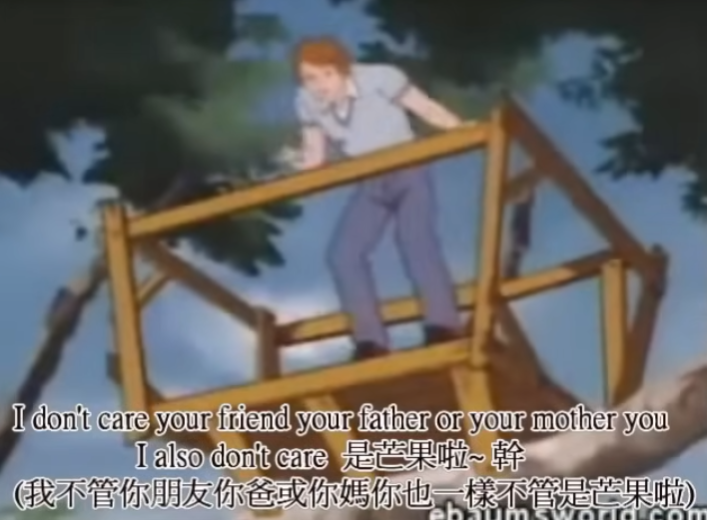 I don't care your friend your father or your mother you
I also don't care 是芒果啦~ 幹
(我不管你朋友你爸或你媽你也一樣不管是芒果啦)
ebaumsworld.com